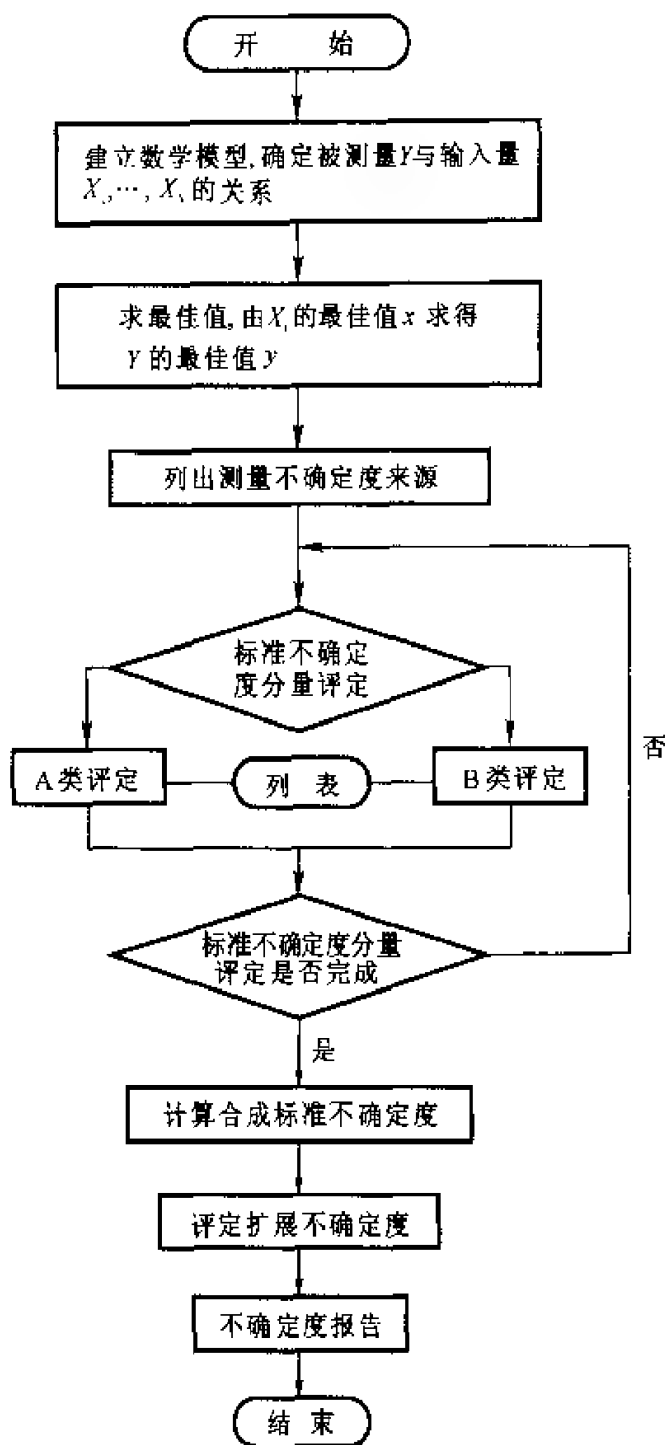 开 始
建立数学模型,确定被测量Y与输入量
X₁,…, X_N的关系
求最佳值,由X_i的最佳值x 求得
Y的最佳值y
列出测量不确定度来源
标准不确定
度分量评定
否
A类评定
列 表
B类评定
标准不确定度分量
评定是否完成
是
计算合成标准不确定度
评定扩展不确定度
不确定度报告
结 束